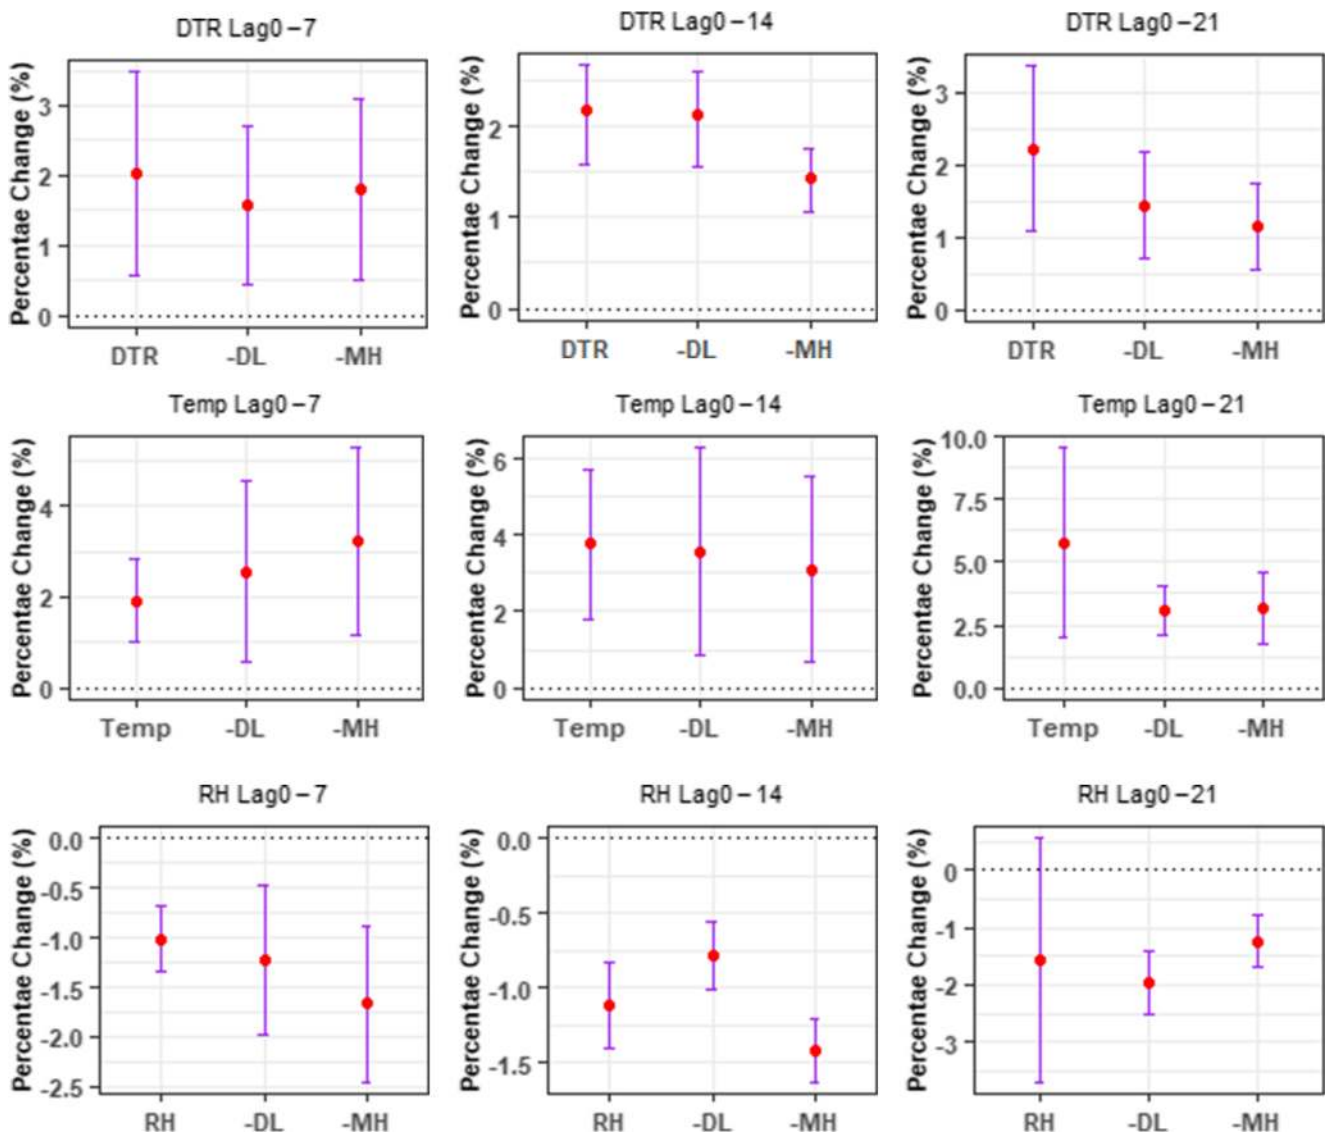 DTR Lag0–7
Percentae Change (%)
3
2
1
0
DTR -DL -MH
DTR Lag0–14
Percentae Change (%)
2
1
0
DTR -DL -MH
DTR Lag0–21
Percentae Change (%)
3
2
1
0
DTR -DL -MH
Temp Lag0–7
Percentae Change (%)
4
2
0
Temp -DL -MH
Temp Lag0–14
Percentae Change (%)
6
4
2
0
Temp -DL -MH
Temp Lag0–21
Percentae Change (%)
10.0
7.5
5.0
2.5
0.0
Temp -DL -MH
RH Lag0–7
Percentae Change (%)
0.0
-0.5
-1.0
-1.5
-2.0
-2.5
RH -DL -MH
RH Lag0–14
Percentae Change (%)
0.0
-0.5
-1.0
-1.5
RH -DL -MH
RH Lag0–21
Percentae Change (%)
0
-1
-2
-3
RH -DL -MH